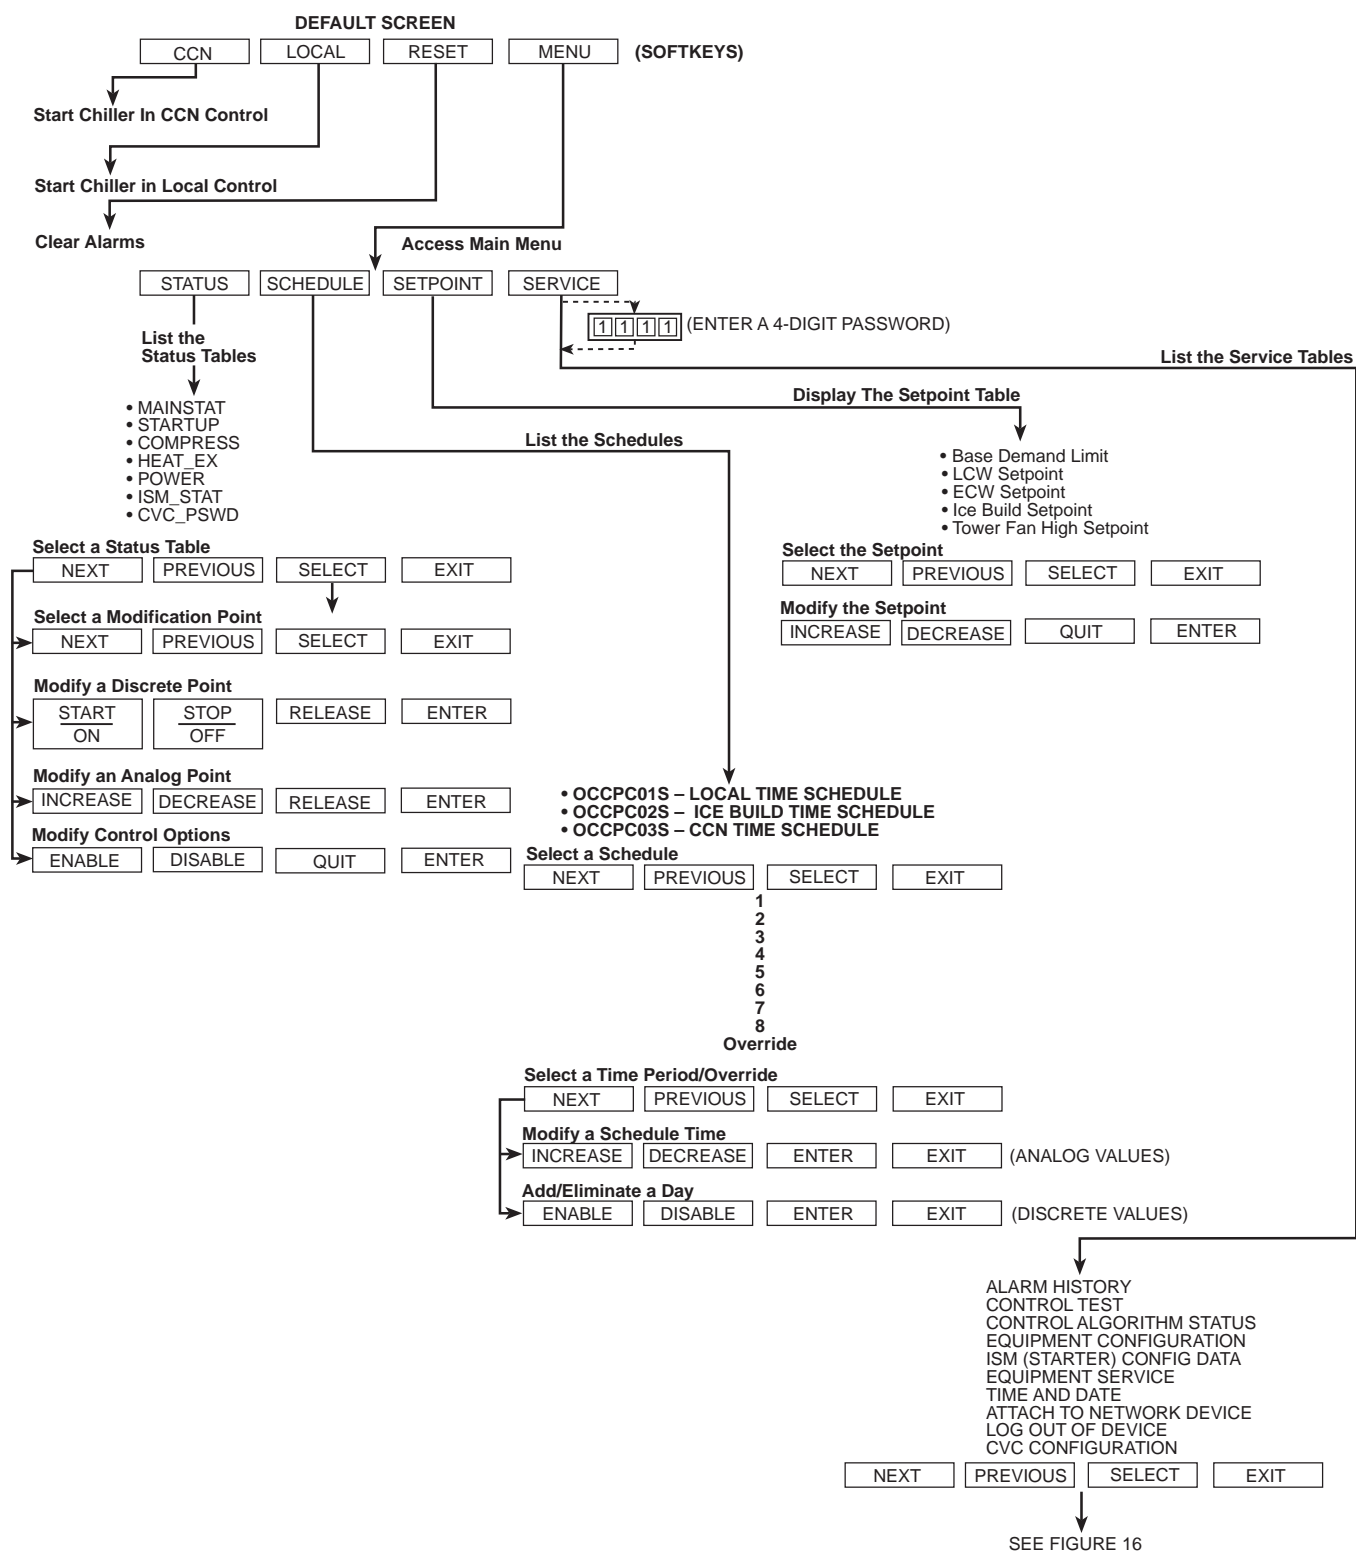 DEFAULT SCREEN
CCN LOCAL RESET MENU (SOFTKEYS)
Start Chiller In CCN Control
Start Chiller in Local Control
Clear Alarms
Access Main Menu
STATUS SCHEDULE SETPOINT SERVICE
1 1 1 1 (ENTER A 4-DIGIT PASSWORD)
List the
Status Tables
List the Service Tables
Display The Setpoint Table
List the Schedules
• MAINSTAT
• STARTUP
• COMPRESS
• HEAT_EX
• POWER
• ISM_STAT
• CVC_PSWD
• Base Demand Limit
• LCW Setpoint
• ECW Setpoint
• Ice Build Setpoint
• Tower Fan High Setpoint
Select a Status Table
NEXT PREVIOUS SELECT EXIT
Select a Modification Point
NEXT PREVIOUS SELECT EXIT
Modify a Discrete Point
START STOP RELEASE ENTER
ON OFF
Modify an Analog Point
INCREASE DECREASE RELEASE ENTER
Modify Control Options
ENABLE DISABLE QUIT ENTER
Select the Setpoint
NEXT PREVIOUS SELECT EXIT
Modify the Setpoint
INCREASE DECREASE QUIT ENTER
• OCCPC01S – LOCAL TIME SCHEDULE
• OCCPC02S – ICE BUILD TIME SCHEDULE
• OCCPC03S – CCN TIME SCHEDULE
Select a Schedule
NEXT PREVIOUS SELECT EXIT
1
2
3
4
5
6
7
8
Override
Select a Time Period/Override
NEXT PREVIOUS SELECT EXIT
Modify a Schedule Time
INCREASE DECREASE ENTER EXIT (ANALOG VALUES)
Add/Eliminate a Day
ENABLE DISABLE ENTER EXIT (DISCRETE VALUES)
ALARM HISTORY
CONTROL TEST
CONTROL ALGORITHM STATUS
EQUIPMENT CONFIGURATION
ISM (STARTER) CONFIG DATA
EQUIPMENT SERVICE
TIME AND DATE
ATTACH TO NETWORK DEVICE
LOG OUT OF DEVICE
CVC CONFIGURATION
NEXT PREVIOUS SELECT EXIT
SEE FIGURE 16